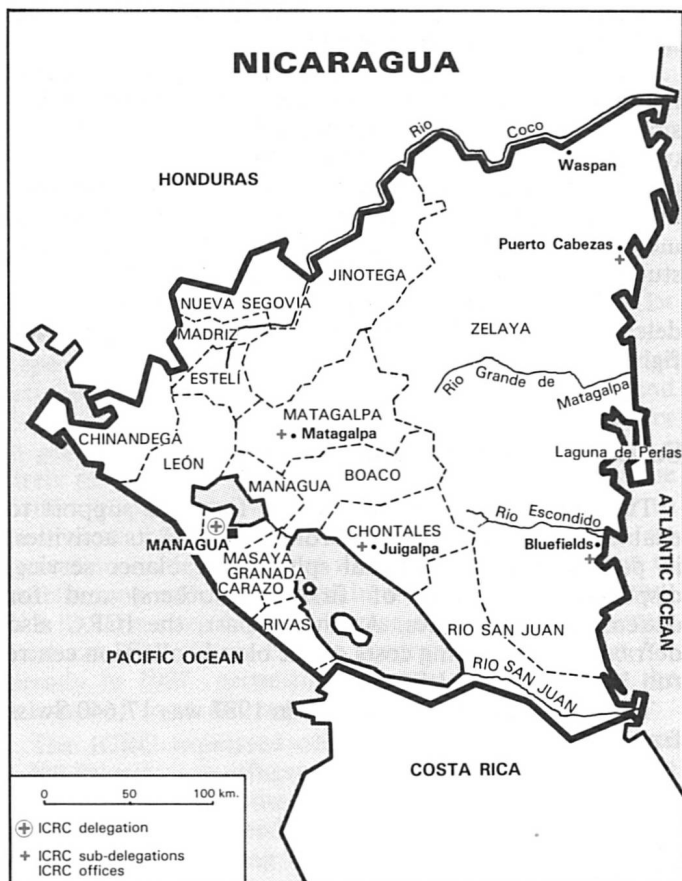 NICARAGUA
Rio Coco
Waspan
HONDURAS
Puerto Cabezas
JINOTEGA
NUEVA SEGOVIA
ZELAYA
MADRIZ
ESTELÍ
Rio Grande de Matagalpa
MATAGALPA
Matagalpa
CHINANDEGA
LEÓN
Laguna de Perlas
BOACO
MANAGUA
Rio Escondido
CHONTALES
MANAGUA
Juigalpa
Bluefields
ATLANTIC OCEAN
MASAYA
GRANADA
CARAZO
RIVAS
RIO SAN JUAN
PACIFIC OCEAN
RIO SAN JUAN
COSTA RICA
0 50 100 km.
ICRC delegation
ICRC sub-delegations
ICRC offices